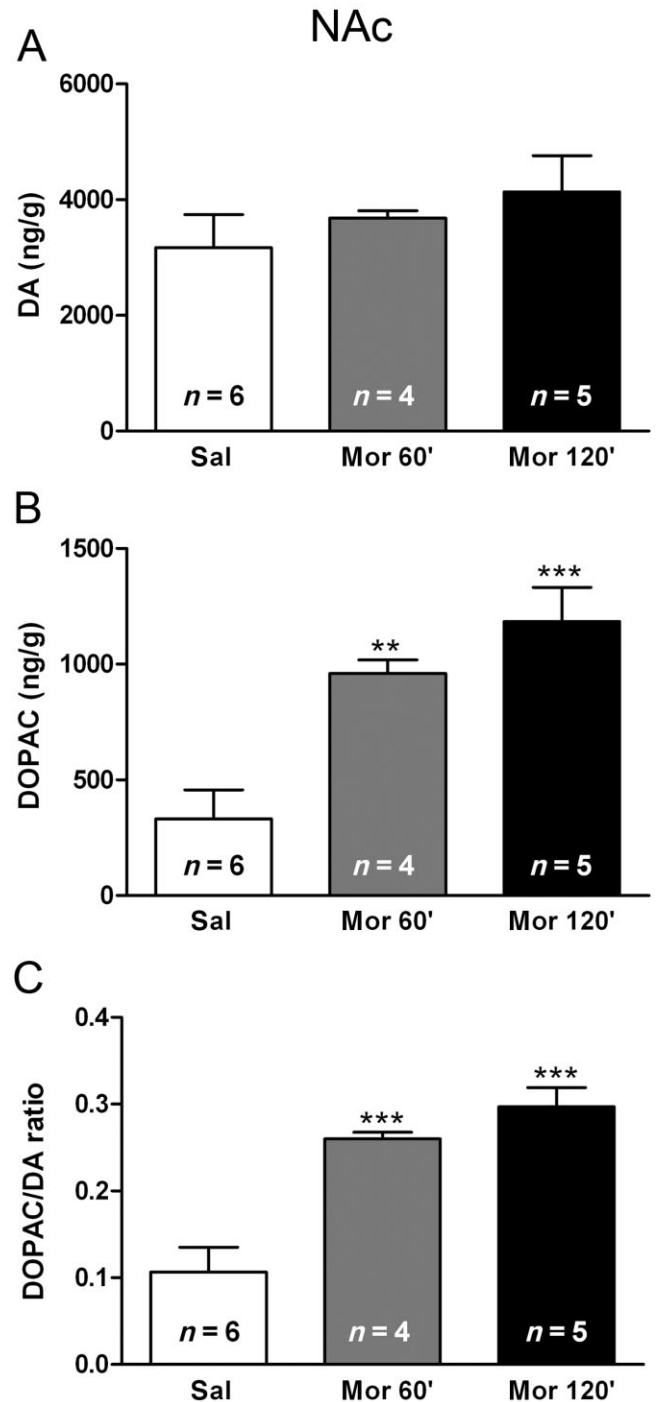 NAc
A
6000
4000
2000
0
DA (ng/g)
n = 6
n = 4
n = 5
Sal Mor 60' Mor 120'
B
1500
1000
500
0
DOPAC (ng/g)
**
***
n = 6
n = 4
n = 5
Sal Mor 60' Mor 120'
C
0.4
0.3
0.2
0.1
0.0
DOPAC/DA ratio
***
***
n = 6
n = 4
n = 5
Sal Mor 60' Mor 120'